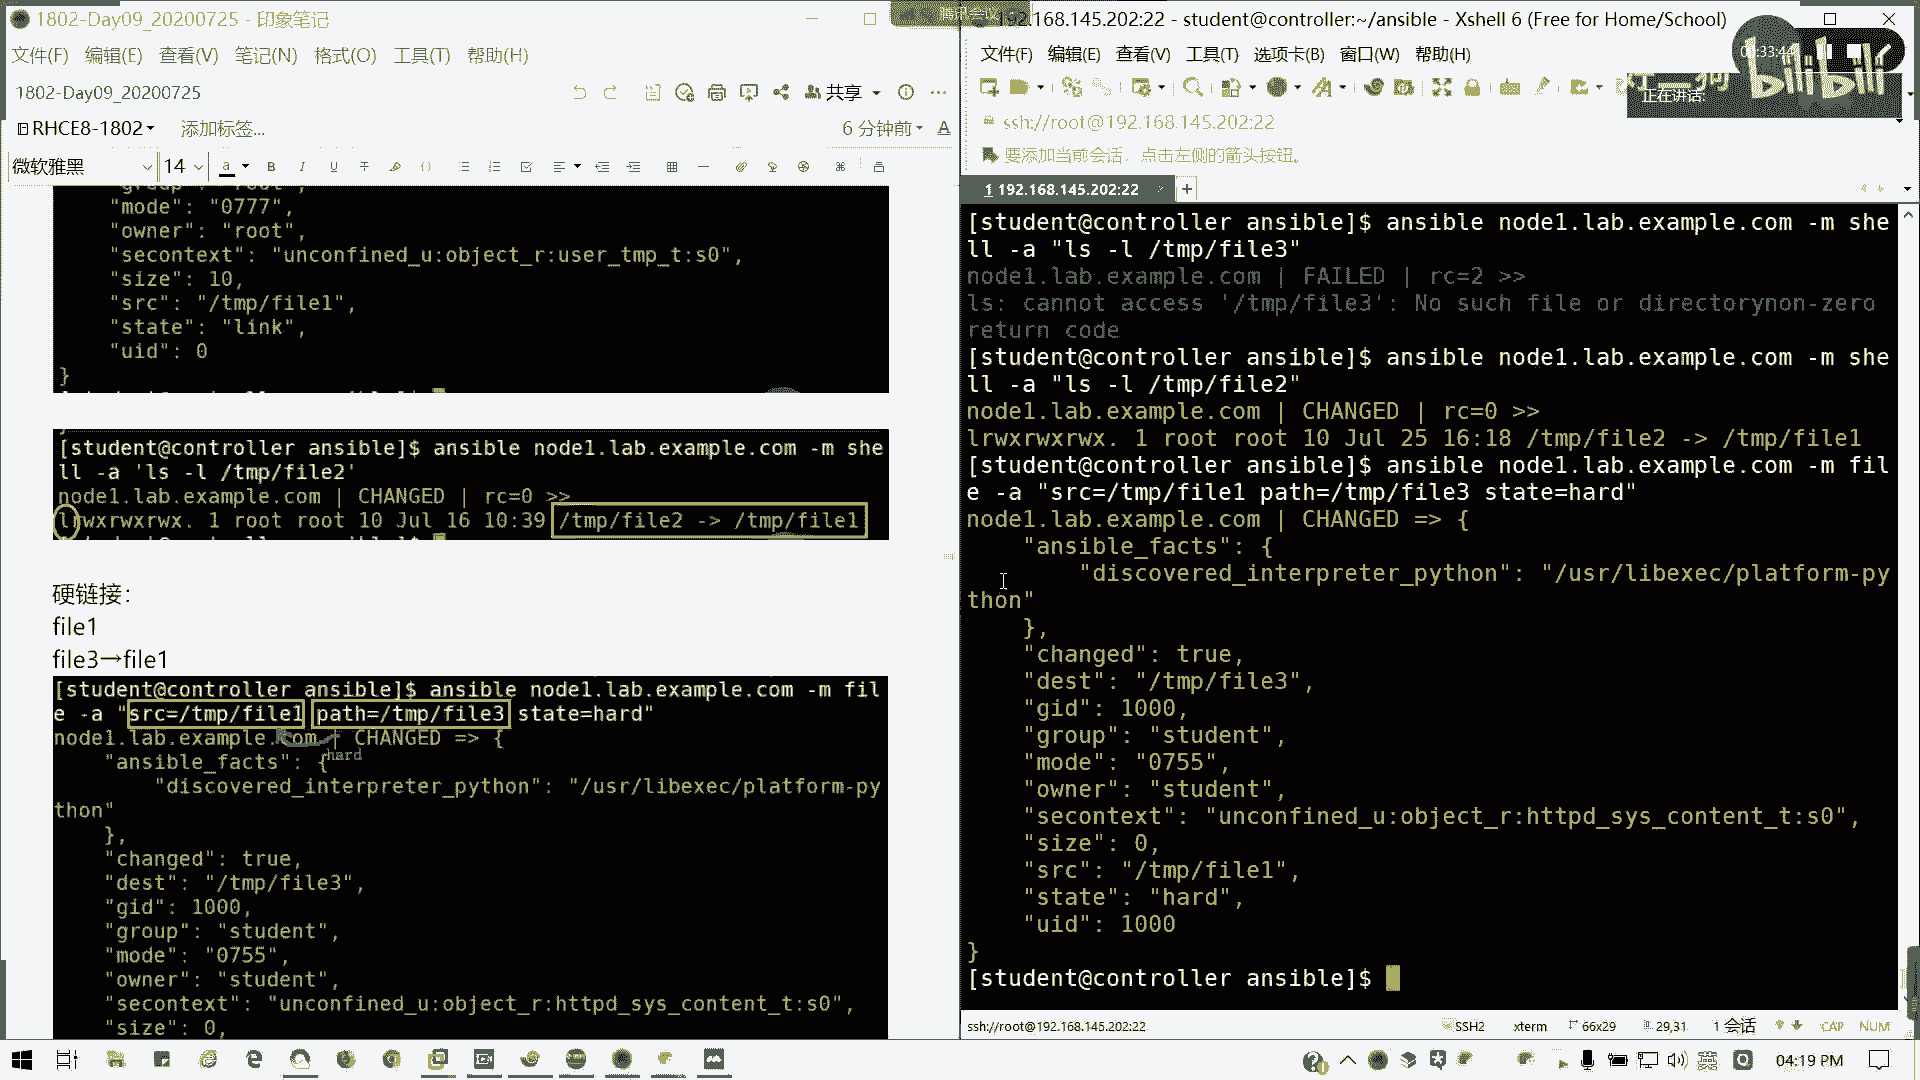 1802-Day09_20200725 - 印象笔记
文件(F) 编辑(E) 查看(V) 笔记(N) 格式(O) 工具(T) 帮助(H)
1802-Day09_20200725
共享
RHCE8-1802
添加标签...
6 分钟前
微软雅黑 14
"mode": "0777",
"owner": "root",
"secontext": "unconfined_u:object_r:user_tmp_t:s0",
"size": 10,
"src": "/tmp/file1",
"state": "link",
"uid": 0
}
[student@controller ansible]$ ansible node1.lab.example.com -m she
ll -a 'ls -l /tmp/file2'
node1.lab.example.com | CHANGED | rc=0 >>
lrwxrwxrwx. 1 root root 10 Jul 16 10:39 /tmp/file2 -> /tmp/file1
硬链接：
file1
file3→file1
[student@controller ansible]$ ansible node1.lab.example.com -m fil
e -a "src=/tmp/file1 path=/tmp/file3 state=hard"
node1.lab.example.com | CHANGED => {
hard
"ansible_facts": {
"discovered_interpreter_python": "/usr/libexec/platform-py
thon"
},
"changed": true,
"dest": "/tmp/file3",
"gid": 1000,
"group": "student",
"mode": "0755",
"owner": "student",
"secontext": "unconfined_u:object_r:httpd_sys_content_t:s0",
"size": 0,
腾讯会议
192.168.145.202:22 - student@controller:~/ansible - Xshell 6 (Free for Home/School)
文件(F) 编辑(E) 查看(V) 工具(T) 选项卡(B) 窗口(W) 帮助(H)
00:33:44
bilibili
正在讲话:
ssh://root@192.168.145.202:22
要添加当前会话，点击左侧的箭头按钮。
1 192.168.145.202:22
[student@controller ansible]$ ansible node1.lab.example.com -m she
ll -a "ls -l /tmp/file3"
node1.lab.example.com | FAILED | rc=2 >>
ls: cannot access '/tmp/file3': No such file or directorynon-zero
return code
[student@controller ansible]$ ansible node1.lab.example.com -m she
ll -a "ls -l /tmp/file2"
node1.lab.example.com | CHANGED | rc=0 >>
lrwxrwxrwx. 1 root root 10 Jul 25 16:18 /tmp/file2 -> /tmp/file1
[student@controller ansible]$ ansible node1.lab.example.com -m fil
e -a "src=/tmp/file1 path=/tmp/file3 state=hard"
node1.lab.example.com | CHANGED => {
"ansible_facts": {
"discovered_interpreter_python": "/usr/libexec/platform-py
thon"
},
"changed": true,
"dest": "/tmp/file3",
"gid": 1000,
"group": "student",
"mode": "0755",
"owner": "student",
"secontext": "unconfined_u:object_r:httpd_sys_content_t:s0",
"size": 0,
"src": "/tmp/file1",
"state": "hard",
"uid": 1000
}
[student@controller ansible]$
ssh://root@192.168.145.202:22 SSH2 xterm 66x29 29,31 1 会话 CAP NUM
英 04:19 PM